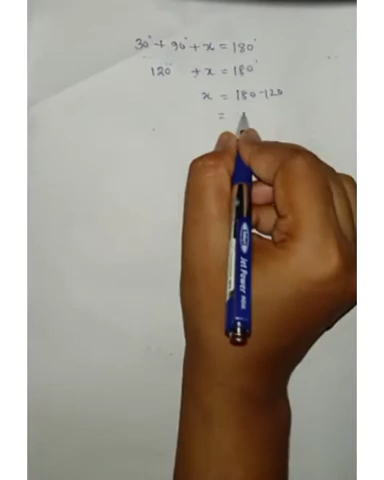 30° + 90° + x = 180°
120° + x = 180°
x = 180-120
=
Jet Power